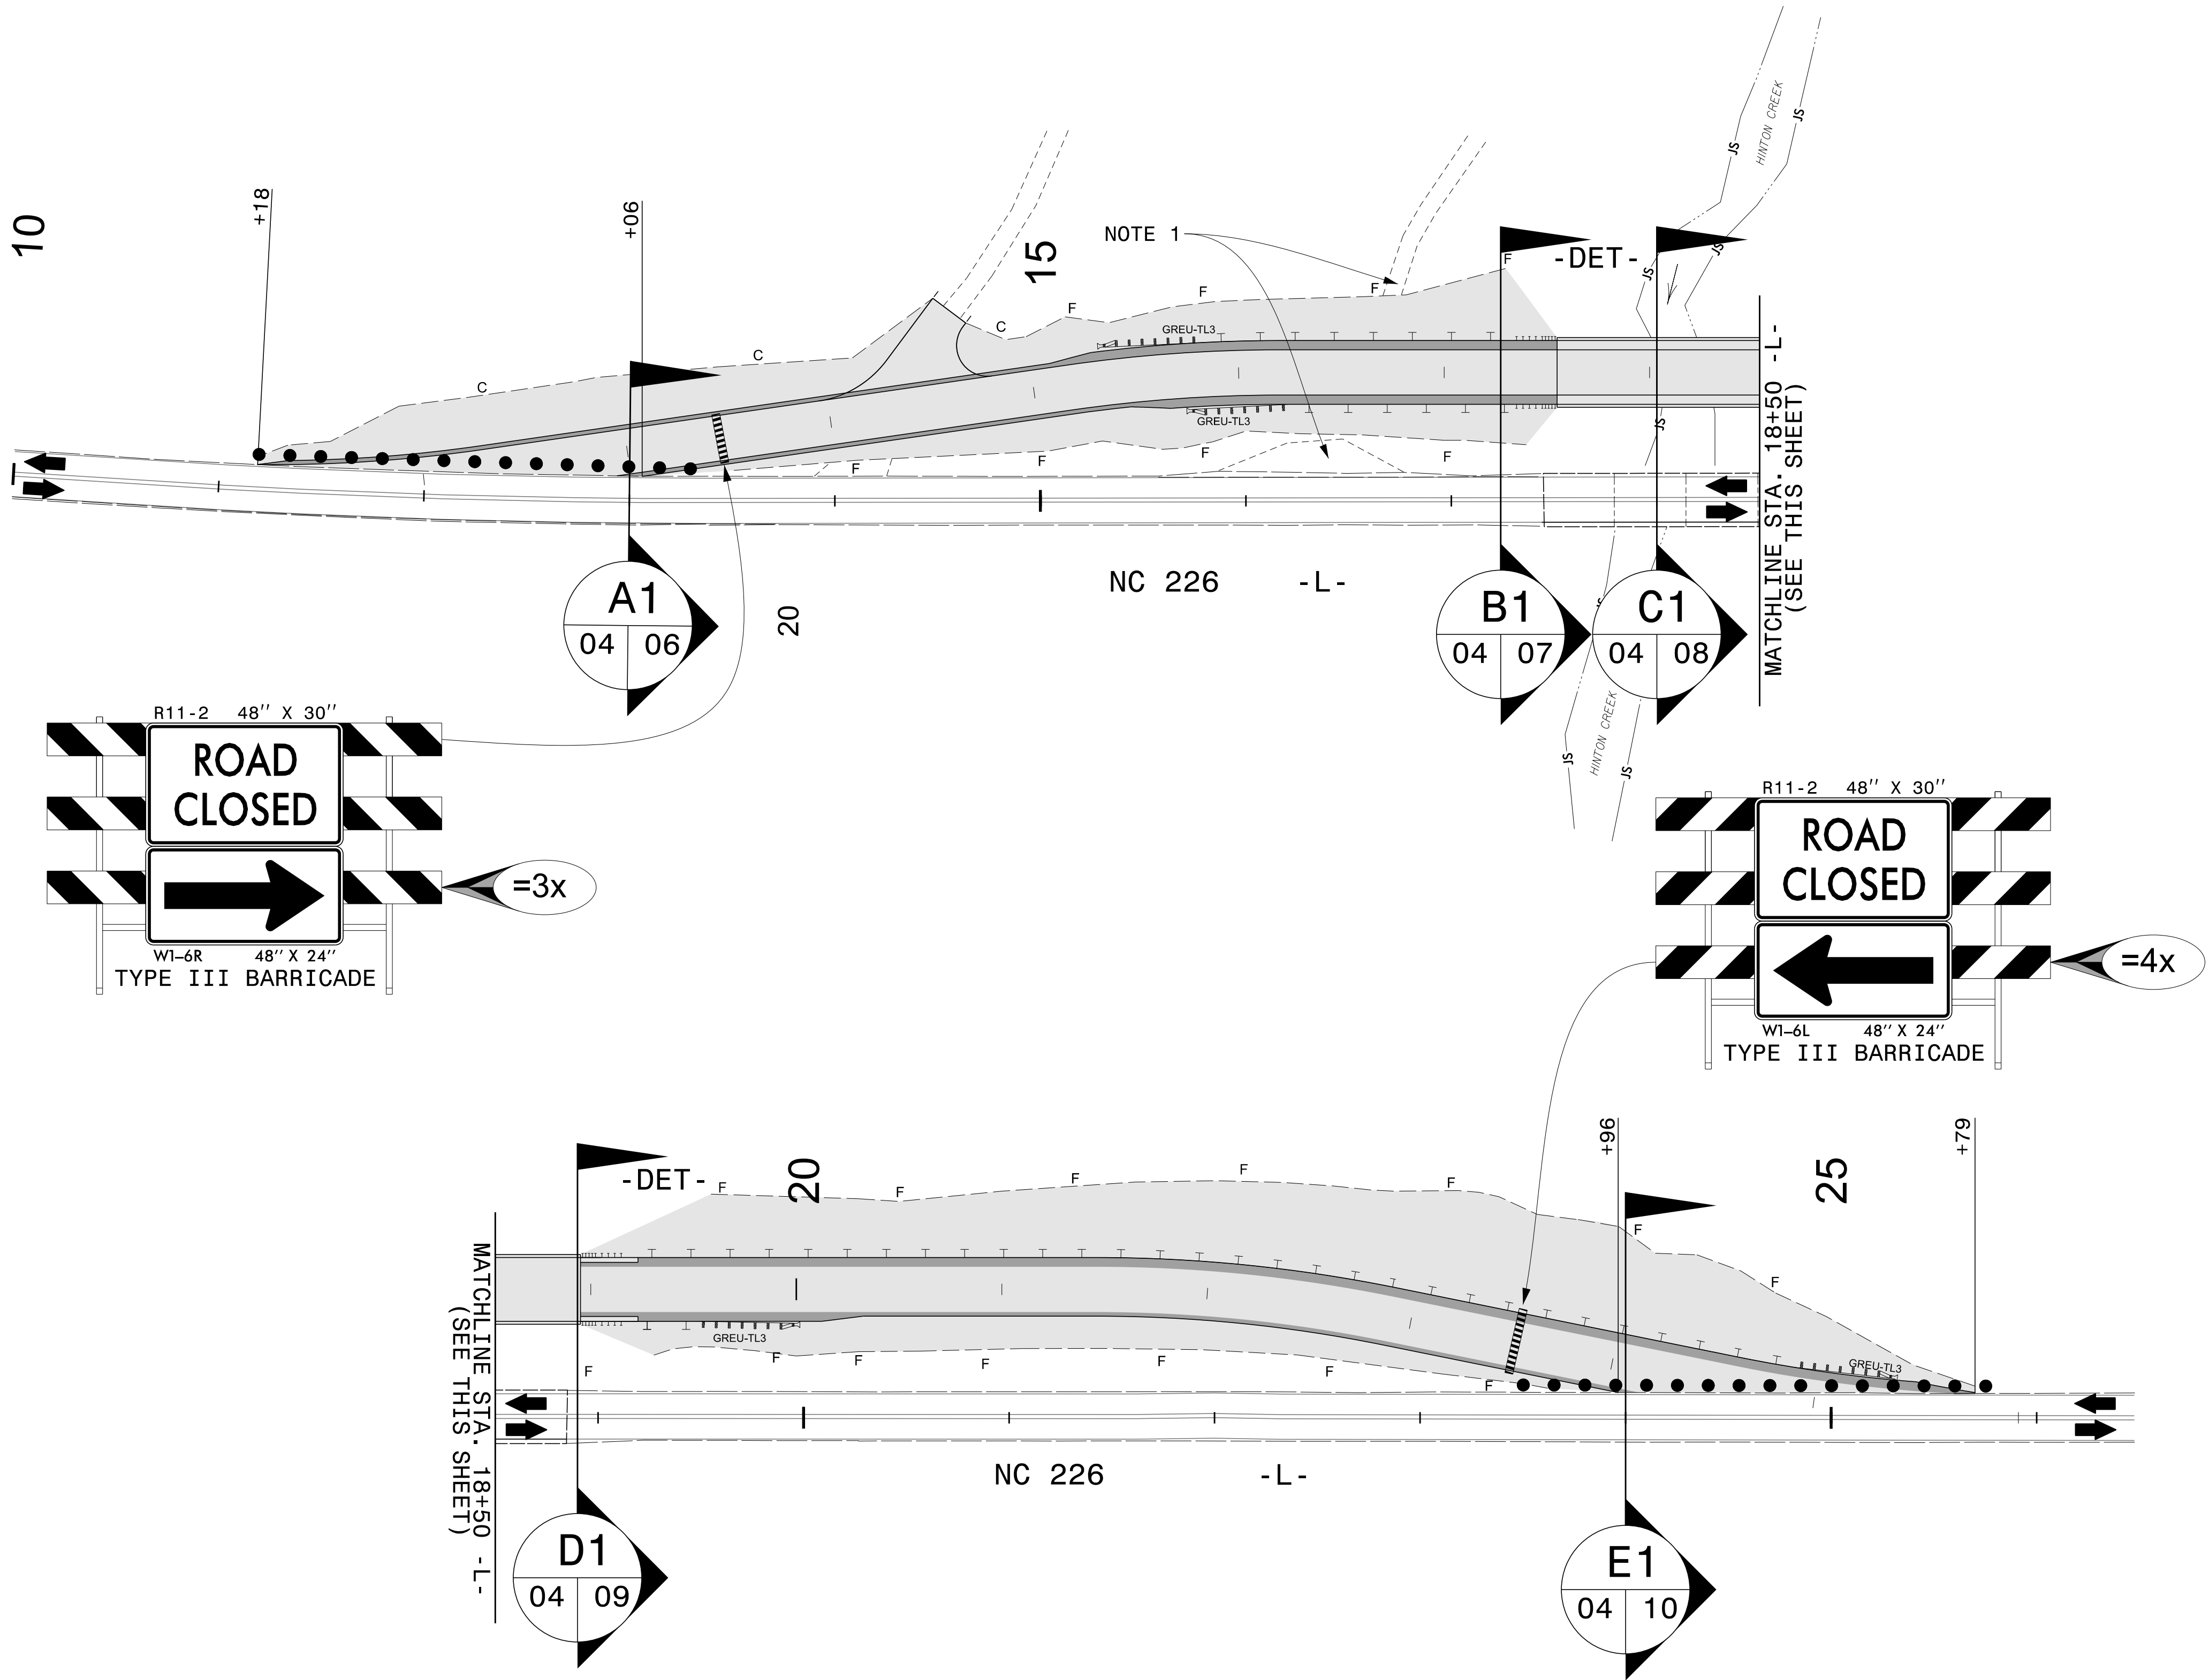 10
+18
+06
15
NOTE 1
-DET-
HINTON CREEK
JS
JS
JS
JS
JS
C
C
C
F
F
F
F
GREU-TL3
GREU-TL3
F
F
F
F
MATCHLINE STA. 18+50 -L-
(SEE THIS SHEET)
NC 226 -L-
A1
04 06
20
B1
04 07
C1
04 08
JS
JS
HINTON CREEK
JS
R11-2 48'' X 30''
ROAD
CLOSED
W1-6R 48'' X 24''
TYPE III BARRICADE
=3x
R11-2 48'' X 30''
ROAD
CLOSED
W1-6L 48'' X 24''
TYPE III BARRICADE
=4x
-DET-
20
+96
25
+79
F
F
F
F
F
F
F
GREU-TL3
GREU-TL3
F
F
F
F
F
F
F
MATCHLINE STA. 18+50 -L-
(SEE THIS SHEET)
NC 226 -L-
D1
04 09
E1
04 10